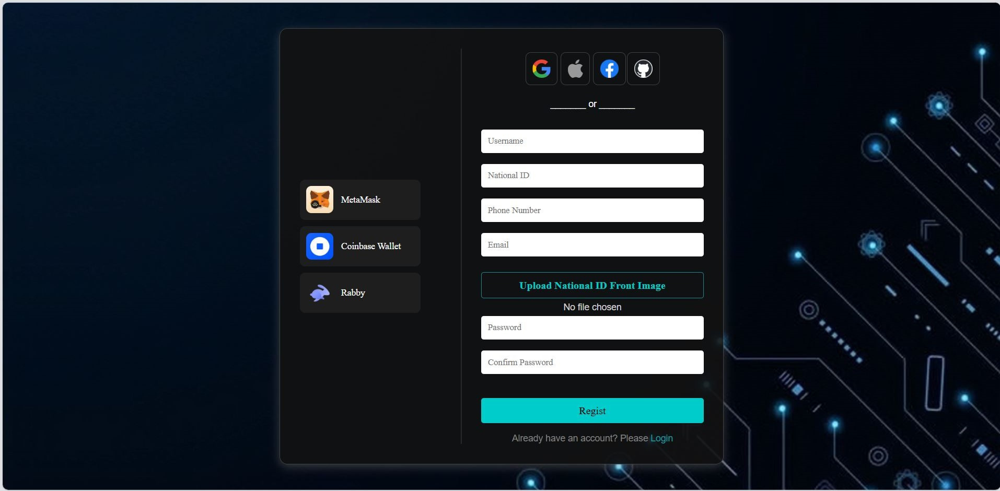 MetaMask
Coinbase Wallet
Rabby
_______ or _______
Username
National ID
Phone Number
Email
Upload National ID Front Image
No file chosen
Password
Confirm Password
Regist
Already have an account? Please Login